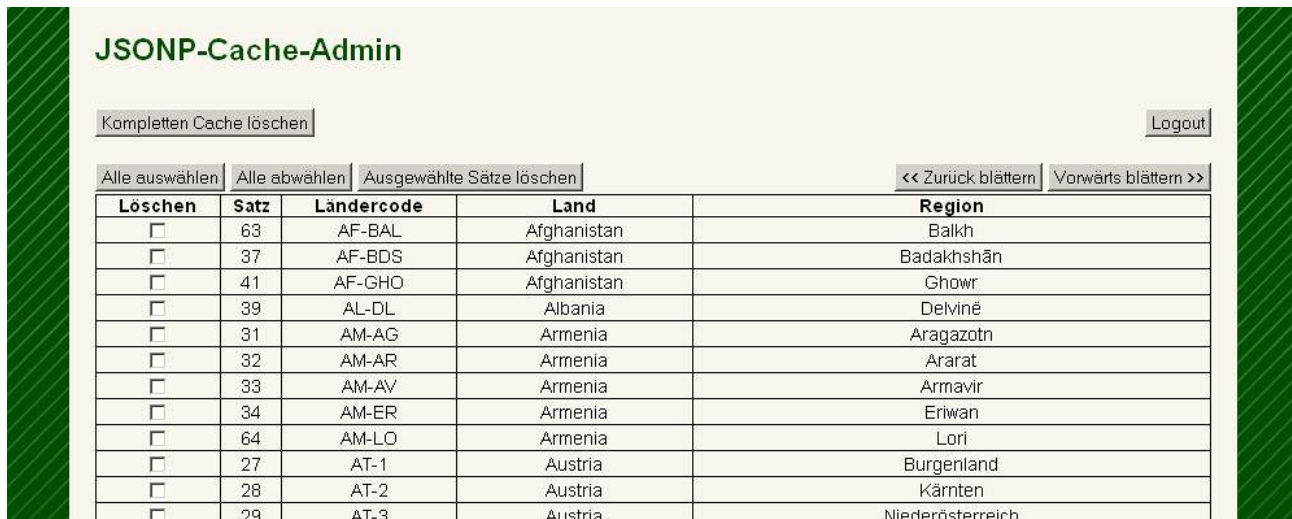 JSONP-Cache-Admin
Kompletten Cache löschen Logout
Alle auswählen Alle abwählen Ausgewählte Sätze löschen << Zurück blättern Vorwärts blättern >>
Löschen Satz Ländercode Land Region
63 AF-BAL Afghanistan Balkh
37 AF-BDS Afghanistan Badakhshān
41 AF-GHO Afghanistan Ghowr
39 AL-DL Albania Delvinë
31 AM-AG Armenia Aragazotn
32 AM-AR Armenia Ararat
33 AM-AV Armenia Armavir
34 AM-ER Armenia Eriwan
64 AM-LO Armenia Lori
27 AT-1 Austria Burgenland
28 AT-2 Austria Kärnten
29 AT-3 Austria Niederösterreich